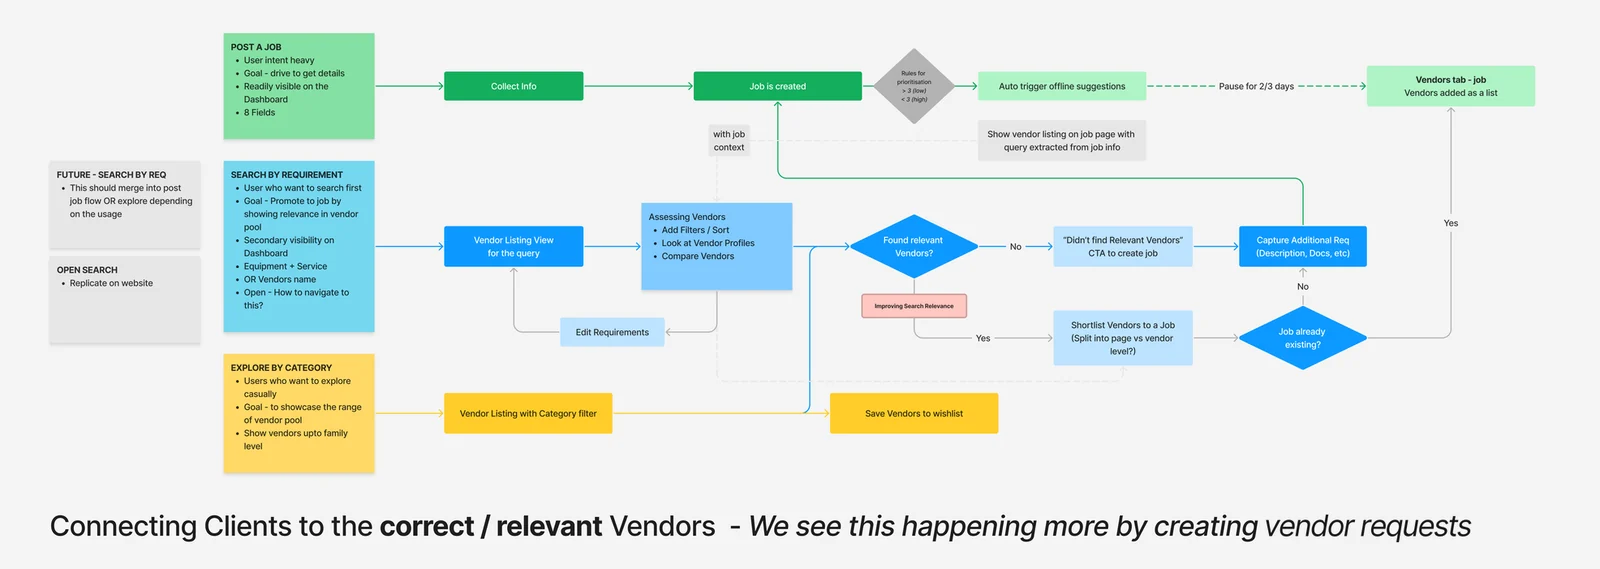 POST A JOB
• User intent heavy
• Goal - drive to get details
• Readily visible on the
Dashboard
• 8 Fields
Collect Info
Job is created
Rules for
prioritisation
> 3 (low)
< 3 (high)
Auto trigger offline suggestions
Pause for 2/3 days
Vendors tab - job
Vendors added as a list
with job
context
Show vendor listing on job page with
query extracted from job info
FUTURE - SEARCH BY REQ
• This should merge into post
job flow OR explore depending
on the usage
OPEN SEARCH
• Replicate on website
SEARCH BY REQUIREMENT
• User who want to search first
• Goal - Promote to job by
showing relevance in vendor
pool
• Secondary visibility on
Dashboard
• Equipment + Service
• OR Vendors name
• Open - How to navigate to
this?
Vendor Listing View
for the query
Assessing Vendors
• Add Filters / Sort
• Look at Vendor Profiles
• Compare Vendors
Edit Requirements
Found relevant
Vendors?
No
"Didn't find Relevant Vendors"
CTA to create job
Capture Additional Req
(Description, Docs, etc)
Yes
No
Improving Search Relevance
Yes
Shortlist Vendors to a Job
(Split into page vs vendor
level?)
Job already
existing?
EXPLORE BY CATEGORY
• Users who want to explore
casually
• Goal - to showcase the range
of vendor pool
• Show vendors upto family
level
Vendor Listing with Category filter
Save Vendors to wishlist
Connecting Clients to the correct / relevant Vendors - We see this happening more by creating vendor requests